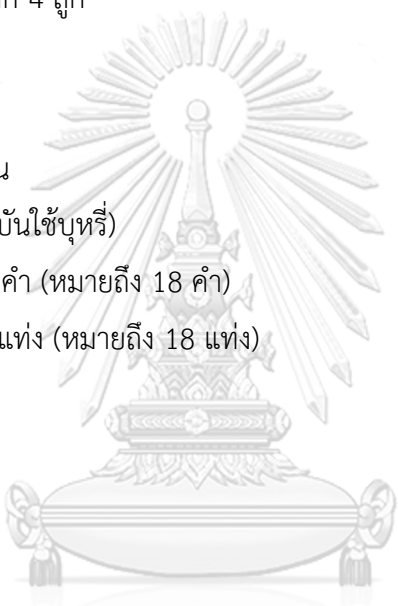 4 ลูก
น
บันใช้บุหรี่)
คำ (หมายถึง 18 คำ)
แท่ง (หมายถึง 18 แท่ง)